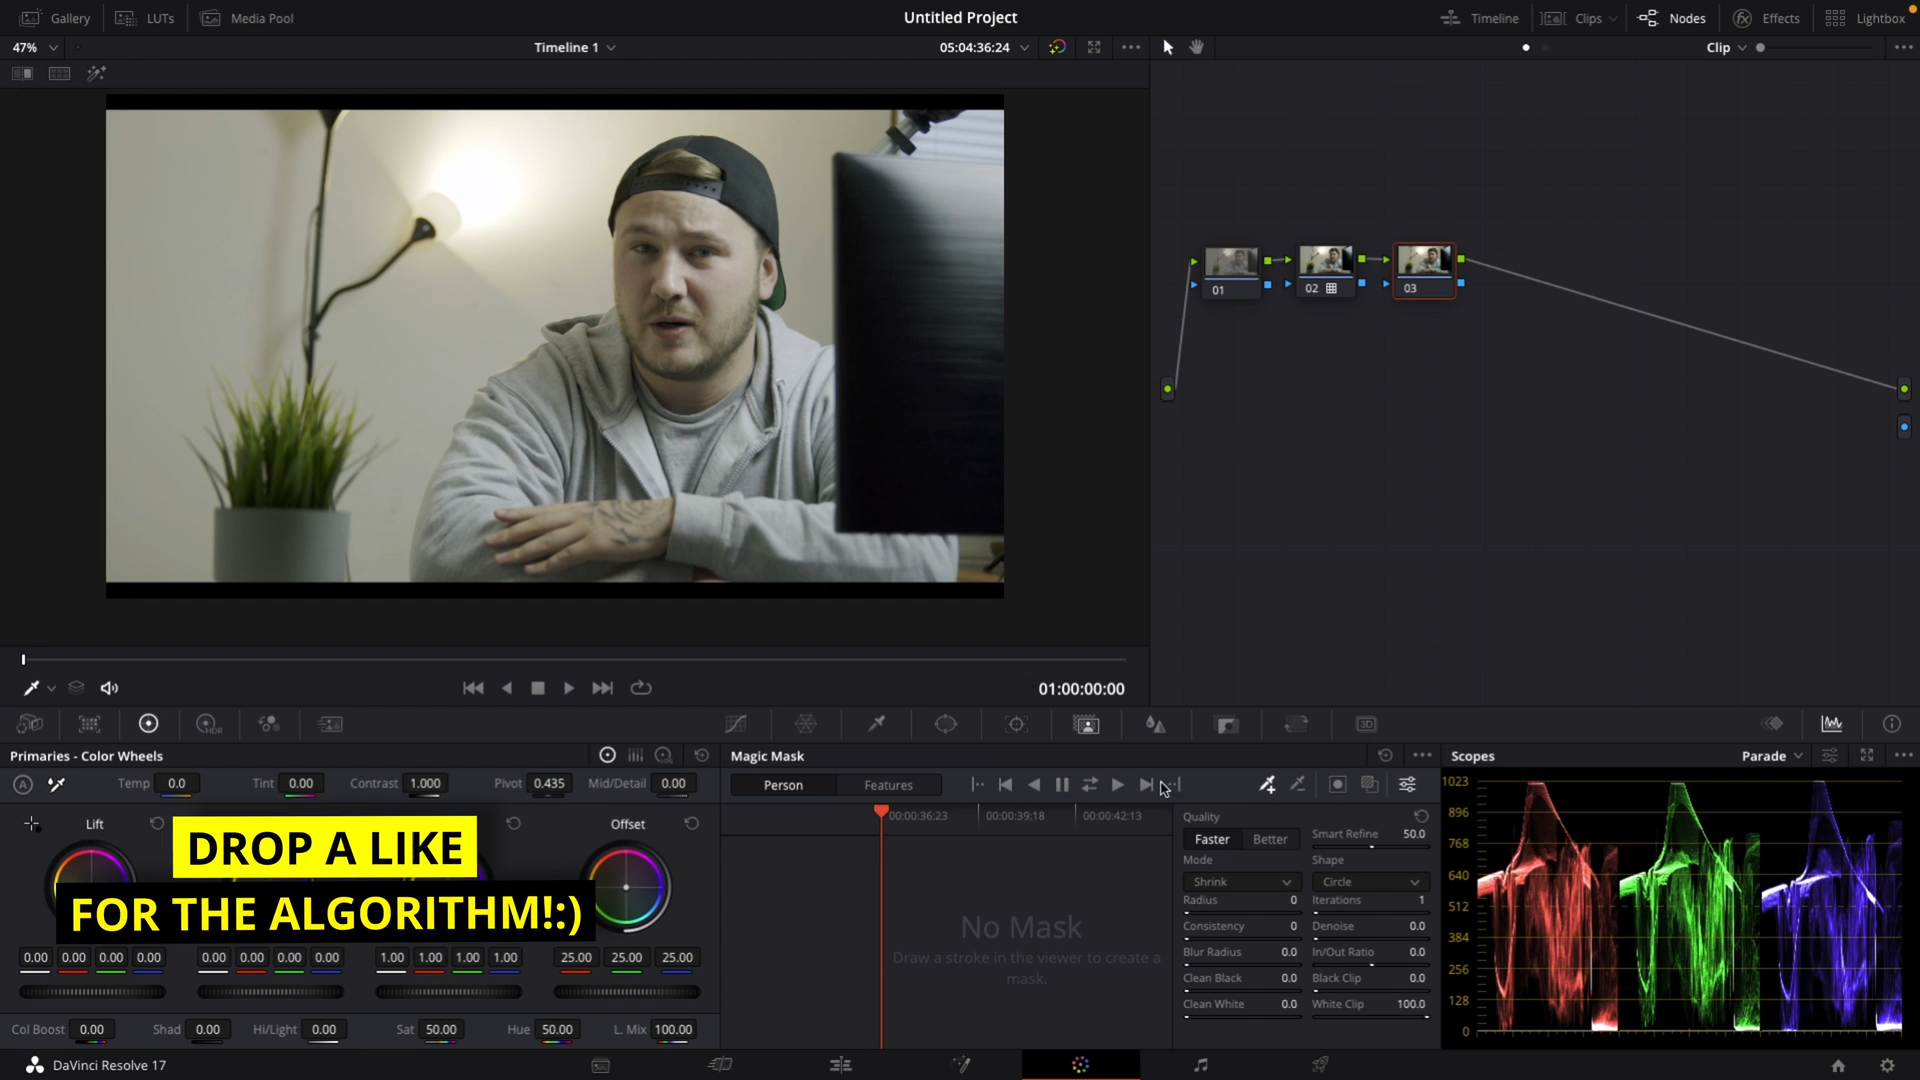 Gallery LUTs Media Pool Untitled Project Timeline Clips Nodes Effects Lightbox
47% Timeline 1 05:04:36:24 Clip
01 02 03
01:00:00:00
HDR 3D
Primaries - Color Wheels Magic Mask Scopes Parade
A Temp 0.0 Tint 0.00 Contrast 1.000 Pivot 0.435 Mid/Detail 0.00 Person Features
00:00:36:23 00:00:39:18 00:00:42:13
Lift Offset
DROP A LIKE
FOR THE ALGORITHM!:)
0.00 0.00 0.00 0.00 0.00 0.00 0.00 0.00 1.00 1.00 1.00 1.00 25.00 25.00 25.00
Col Boost 0.00 Shad 0.00 Hi/Light 0.00 Sat 50.00 Hue 50.00 L. Mix 100.00
No Mask
Draw a stroke in the viewer to create a
mask.
Quality
Faster Better Smart Refine 50.0
Mode Shape
Shrink Circle
Radius 0 Iterations 1
Consistency 0 Denoise 0.0
Blur Radius 0.0 In/Out Ratio 0.0
Clean Black 0.0 Black Clip 0.0
Clean White 0.0 White Clip 100.0
1023
896
768
640
512
384
256
128
0
DaVinci Resolve 17